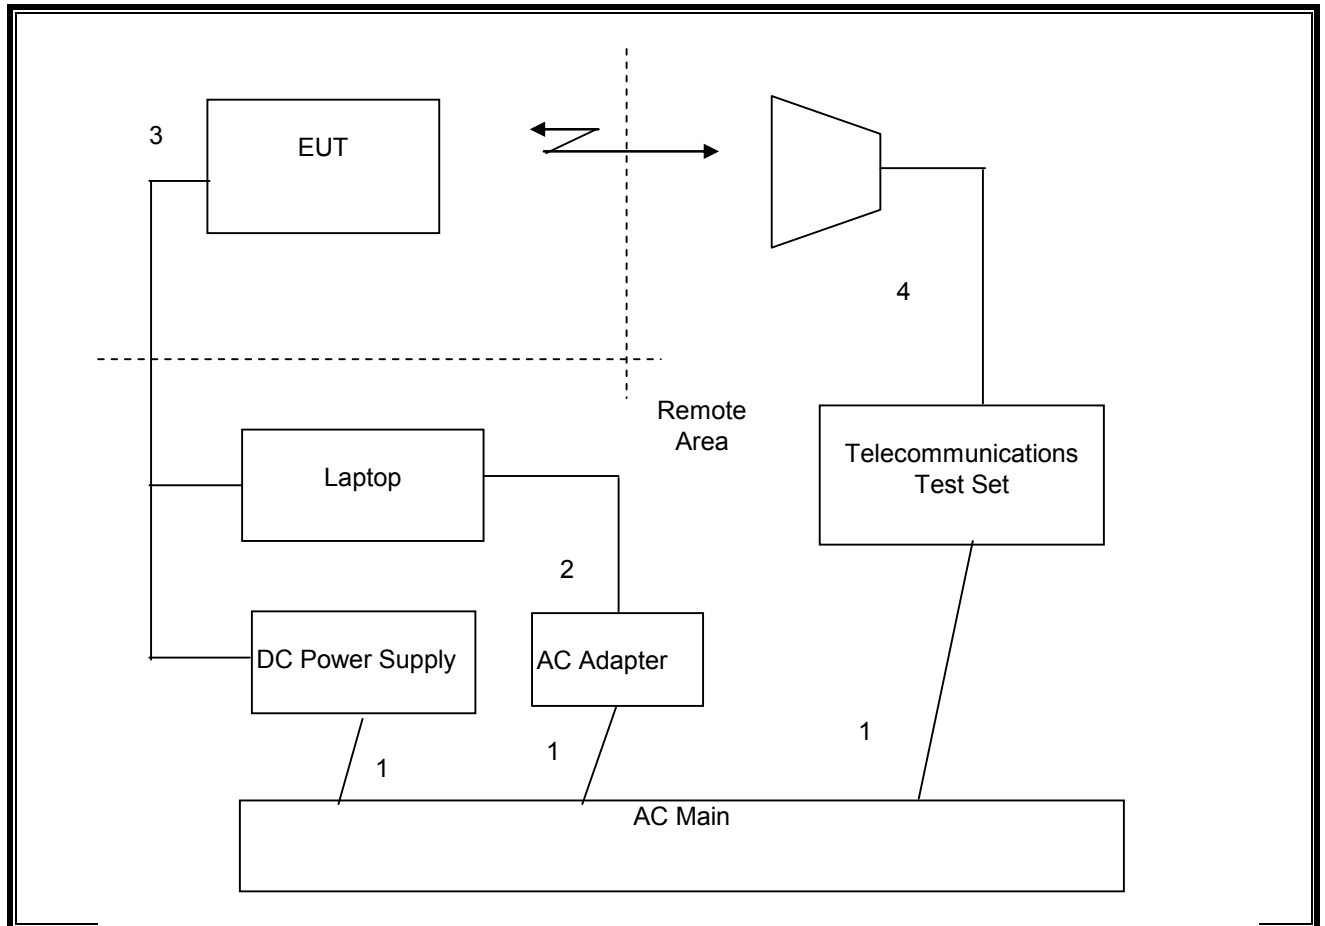 3
EUT
4
Remote
Area
Telecommunications
Test Set
Laptop
2
DC Power Supply
AC Adapter
1
1
1
AC Main